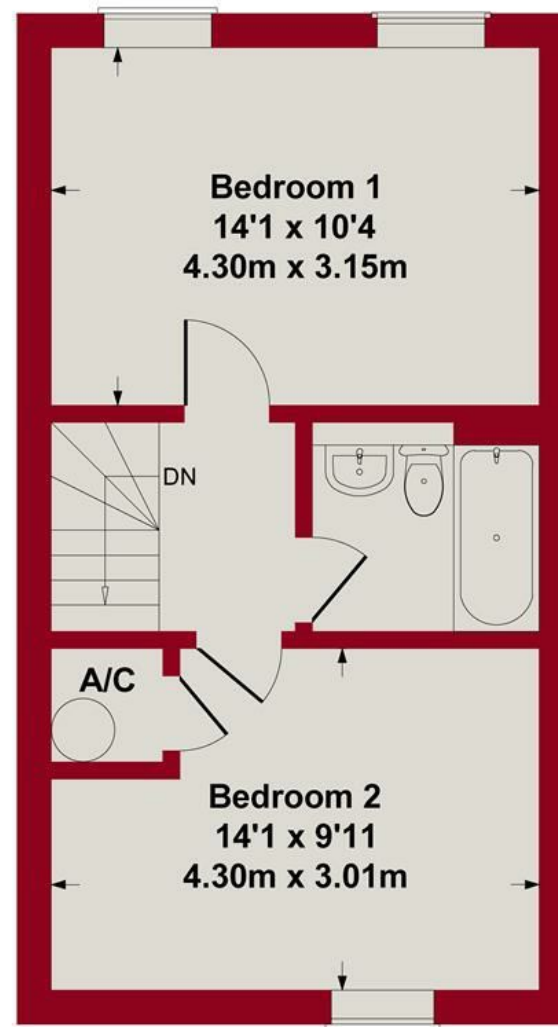 Bedroom 1
14'1 x 10'4
4.30m x 3.15m
DN
A/C
Bedroom 2
14'1 x 9'11
4.30m x 3.01m